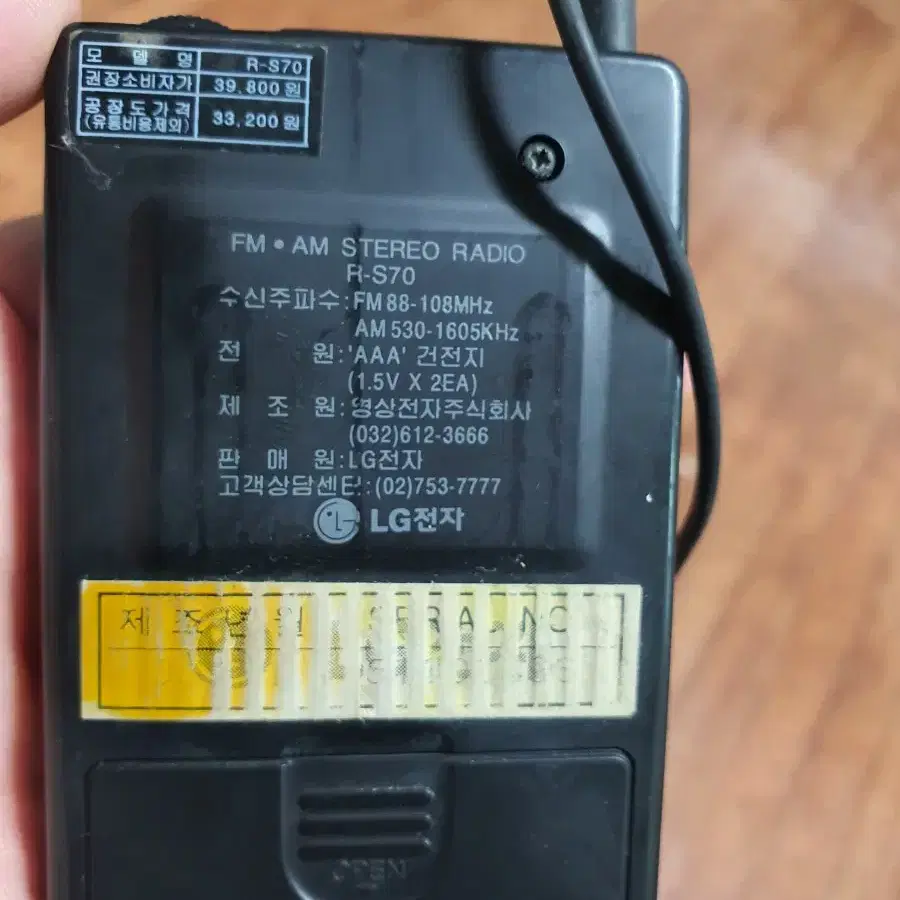 모 델 명 R-S70
권장소비자가 39,800원
공장도가격 33,200원
(유통비용제외)
FM • AM STEREO RADIO
R-S70
수신주파수: FM 88-108MHz
AM 530-1605KHz
전 원: 'AAA' 건전지
(1.5V X 2EA)
제 조 원: 영상전자주식회사
(032)612-3666
판 매 원: LG전자
고객상담센터: (02)753-7777
LG전자
제 조 년 월
OPEN